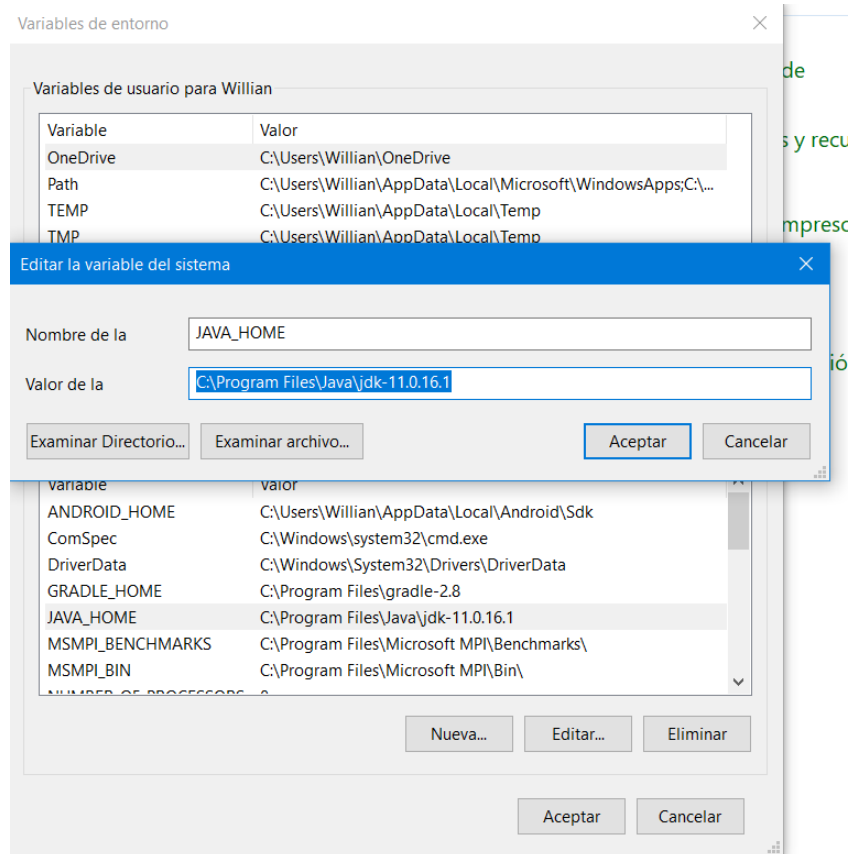 Variables de entorno
de
Variables de usuario para Willian
Variable Valor
s y recu
OneDrive C:\Users\Willian\OneDrive
Path C:\Users\Willian\AppData\Local\Microsoft\WindowsApps;C:\...
TEMP C:\Users\Willian\AppData\Local\Temp
mpreso
TMP C:\Users\Willian\AppData\Local\Temp
Editar la variable del sistema
Nombre de la JAVA_HOME
ió
Valor de la C:\Program Files\Java\jdk-11.0.16.1
Examinar Directorio... Examinar archivo... Aceptar Cancelar
Variable Valor
ANDROID_HOME C:\Users\Willian\AppData\Local\Android\Sdk
ComSpec C:\Windows\system32\cmd.exe
DriverData C:\Windows\System32\Drivers\DriverData
GRADLE_HOME C:\Program Files\gradle-2.8
JAVA_HOME C:\Program Files\Java\jdk-11.0.16.1
MSMPI_BENCHMARKS C:\Program Files\Microsoft MPI\Benchmarks\
MSMPI_BIN C:\Program Files\Microsoft MPI\Bin\
NUMBER_OF_PROCESSORS
Nueva... Editar... Eliminar
Aceptar Cancelar